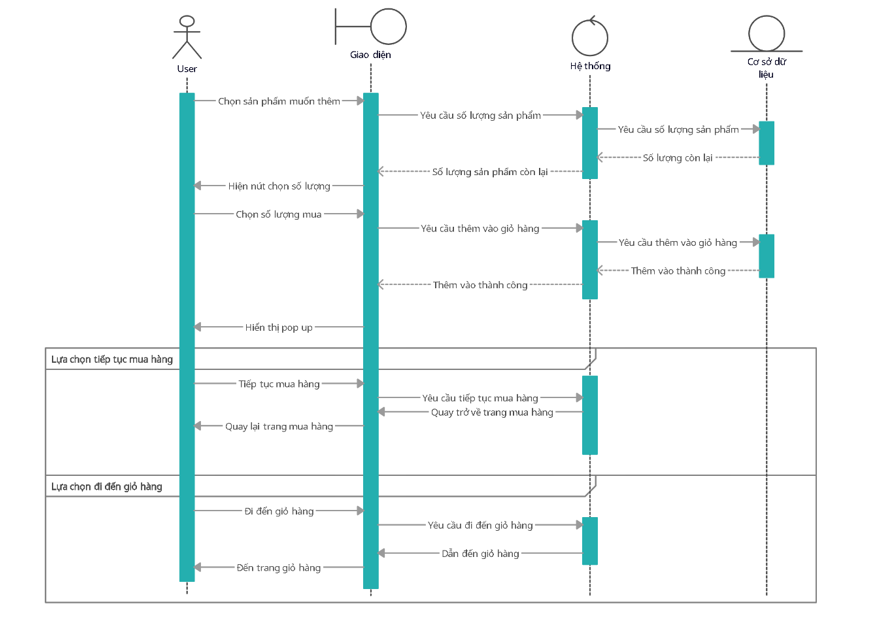 User
Giao diện
Hệ thống
Cơ sở dữ
liệu
Chọn sản phẩm muốn thêm
Yêu cầu số lượng sản phẩm
Yêu cầu số lượng sản phẩm
Số lượng còn lại
Số lượng sản phẩm còn lại
Hiện nút chọn số lượng
Chọn số lượng mua
Yêu cầu thêm vào giỏ hàng
Yêu cầu thêm vào giỏ hàng
Thêm vào thành công
Thêm vào thành công
Hiển thị pop up
Lựa chọn tiếp tục mua hàng
Tiếp tục mua hàng
Yêu cầu tiếp tục mua hàng
Quay trở về trang mua hàng
Quay lại trang mua hàng
Lựa chọn đi đến giỏ hàng
Đi đến giỏ hàng
Yêu cầu đi đến giỏ hàng
Dẫn đến giỏ hàng
Đến trang giỏ hàng